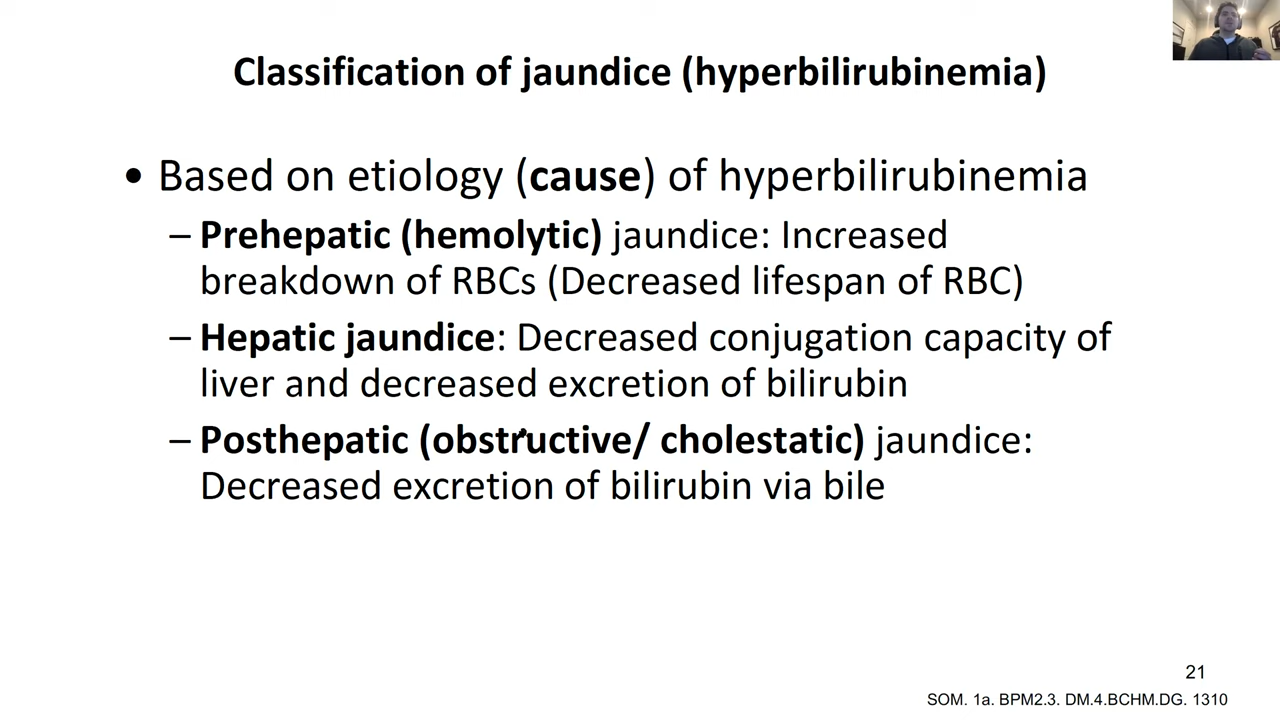 Classification of jaundice (hyperbilirubinemia)
• Based on etiology (cause) of hyperbilirubinemia
– Prehepatic (hemolytic) jaundice: Increased
breakdown of RBCs (Decreased lifespan of RBC)
– Hepatic jaundice: Decreased conjugation capacity of
liver and decreased excretion of bilirubin
– Posthepatic (obstructive/ cholestatic) jaundice:
Decreased excretion of bilirubin via bile
21
SOM. 1a. BPM2.3. DM.4.BCHM.DG. 1310